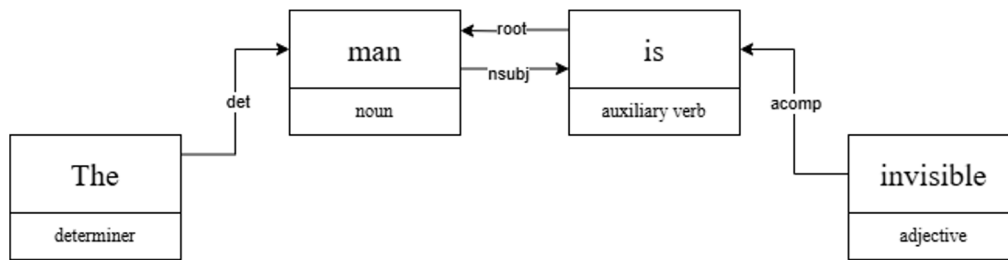 man
noun
root
nsubj
is
auxiliary verb
det
acomp
The
determiner
invisible
adjective